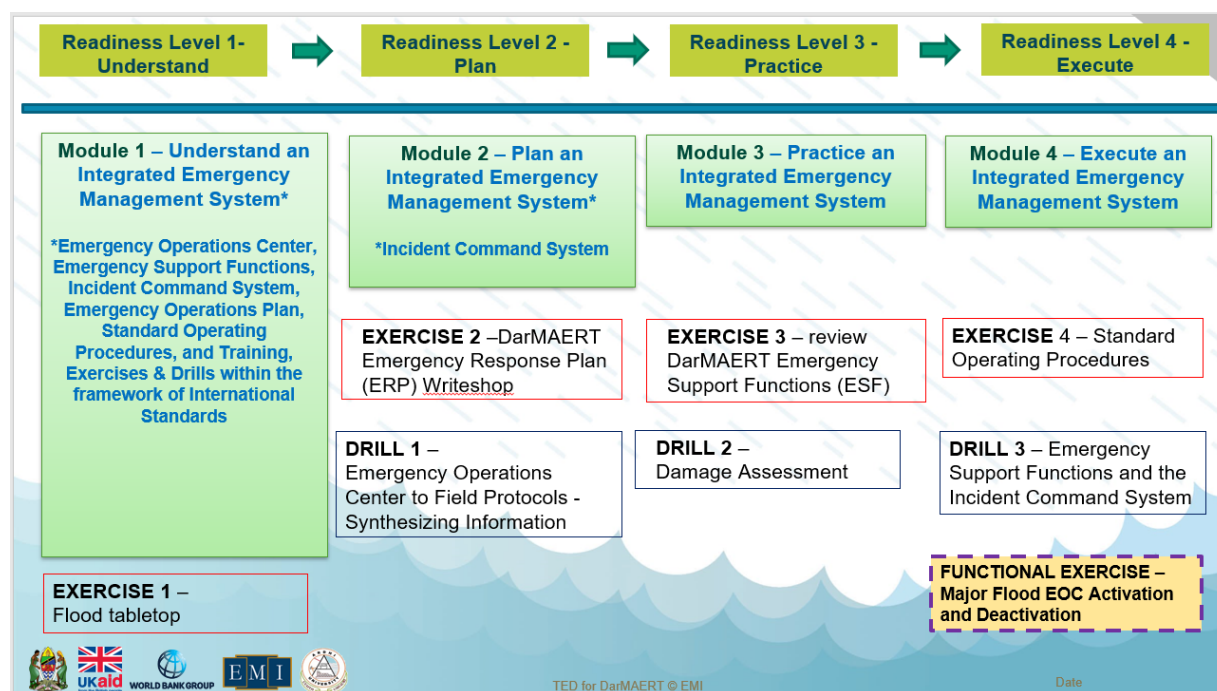 Readiness Level 1-
Understand
Readiness Level 2 -
Plan
Readiness Level 3 -
Practice
Readiness Level 4 -
Execute
Module 1 – Understand an
Integrated Emergency
Management System*
*Emergency Operations Center,
Emergency Support Functions,
Incident Command System,
Emergency Operations Plan,
Standard Operating
Procedures, and Training,
Exercises & Drills within the
framework of International
Standards
EXERCISE 1 –
Flood tabletop
Module 2 – Plan an
Integrated Emergency
Management System*
*Incident Command System
EXERCISE 2 –DarMAERT
Emergency Response Plan
(ERP) Writeshop
DRILL 1 –
Emergency Operations
Center to Field Protocols -
Synthesizing Information
Module 3 – Practice an
Integrated Emergency
Management System
EXERCISE 3 – review
DarMAERT Emergency
Support Functions (ESF)
DRILL 2 –
Damage Assessment
Module 4 – Execute an
Integrated Emergency
Management System
EXERCISE 4 – Standard
Operating Procedures
DRILL 3 – Emergency
Support Functions and the
Incident Command System
FUNCTIONAL EXERCISE –
Major Flood EOC Activation
and Deactivation
UKaid
WORLD BANK GROUP
EMI
TED for DarMAERT © EMI
Date